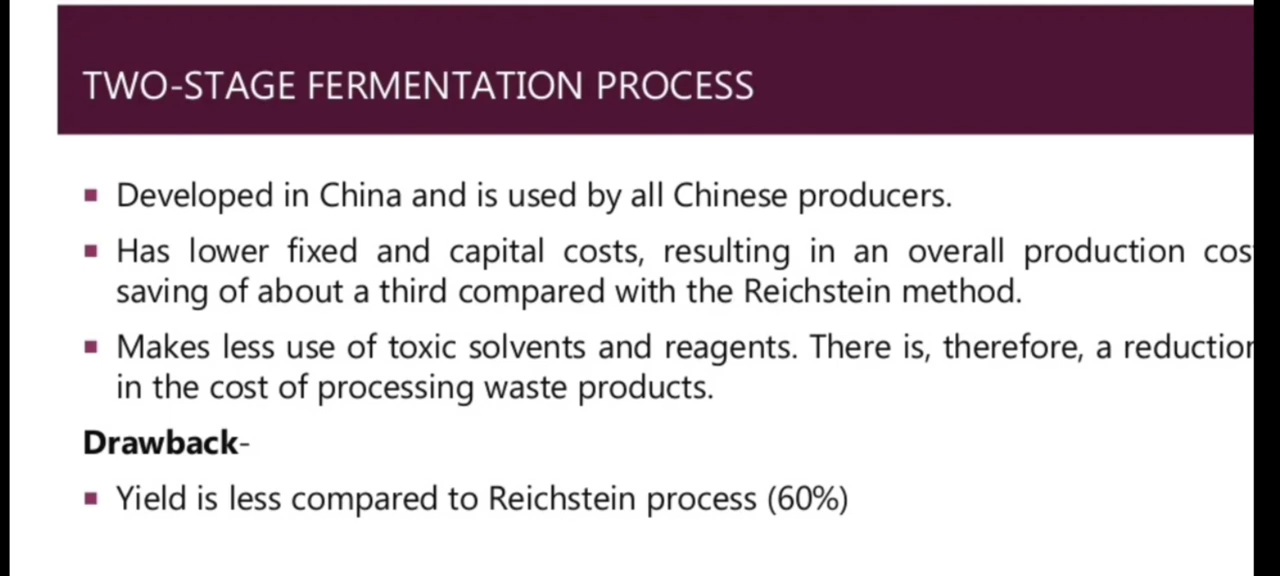 TWO-STAGE FERMENTATION PROCESS
▪ Developed in China and is used by all Chinese producers.
▪ Has lower fixed and capital costs, resulting in an overall production cos
saving of about a third compared with the Reichstein method.
▪ Makes less use of toxic solvents and reagents. There is, therefore, a reduction
in the cost of processing waste products.
Drawback-
▪ Yield is less compared to Reichstein process (60%)